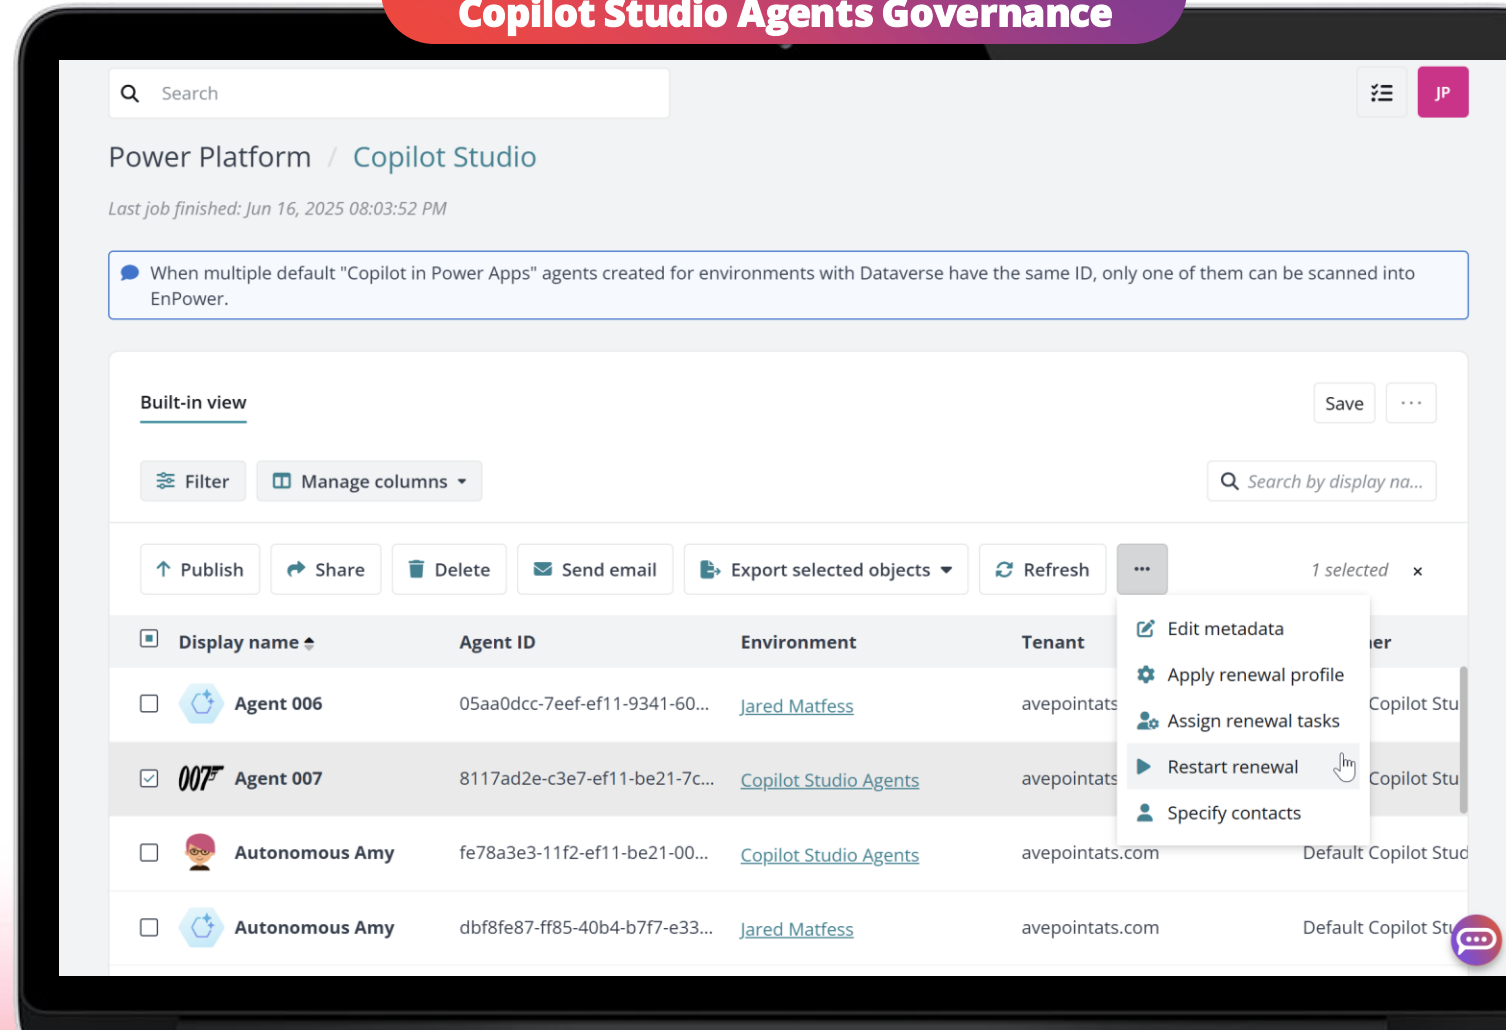 Copilot Studio Agents Governance
Search
JP
Power Platform / Copilot Studio
Last job finished: Jun 16, 2025 08:03:52 PM
When multiple default "Copilot in Power Apps" agents created for environments with Dataverse have the same ID, only one of them can be scanned into
EnPower.
Built-in view
Save
Filter
Manage columns
Search by display na...
Publish
Share
Delete
Send email
Export selected objects
Refresh
1 selected
Display name
Agent ID
Environment
Tenant
er
Edit metadata
Apply renewal profile
Assign renewal tasks
Restart renewal
Specify contacts
Agent 006
05aa0dcc-7eef-ef11-9341-60...
Jared Matfess
avepointats
Copilot Stu
007
Agent 007
8117ad2e-c3e7-ef11-be21-7c...
Copilot Studio Agents
avepointats
Copilot Stu
Autonomous Amy
fe78a3e3-11f2-ef11-be21-00...
Copilot Studio Agents
avepointats.com
Default Copilot Stud
Autonomous Amy
dbf8fe87-ff85-40b4-b7f7-e33...
Jared Matfess
avepointats.com
Default Copilot Stu